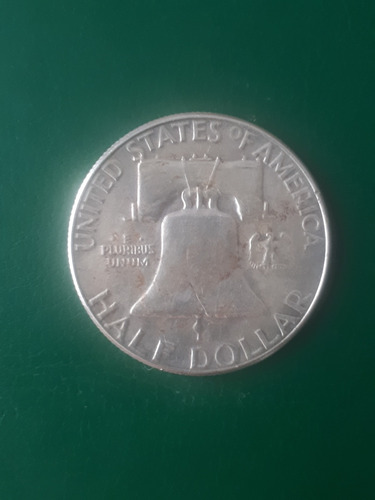 UNITED STATES OF AMERICA
E
PLURIBUS
UNUM
HALF DOLLAR